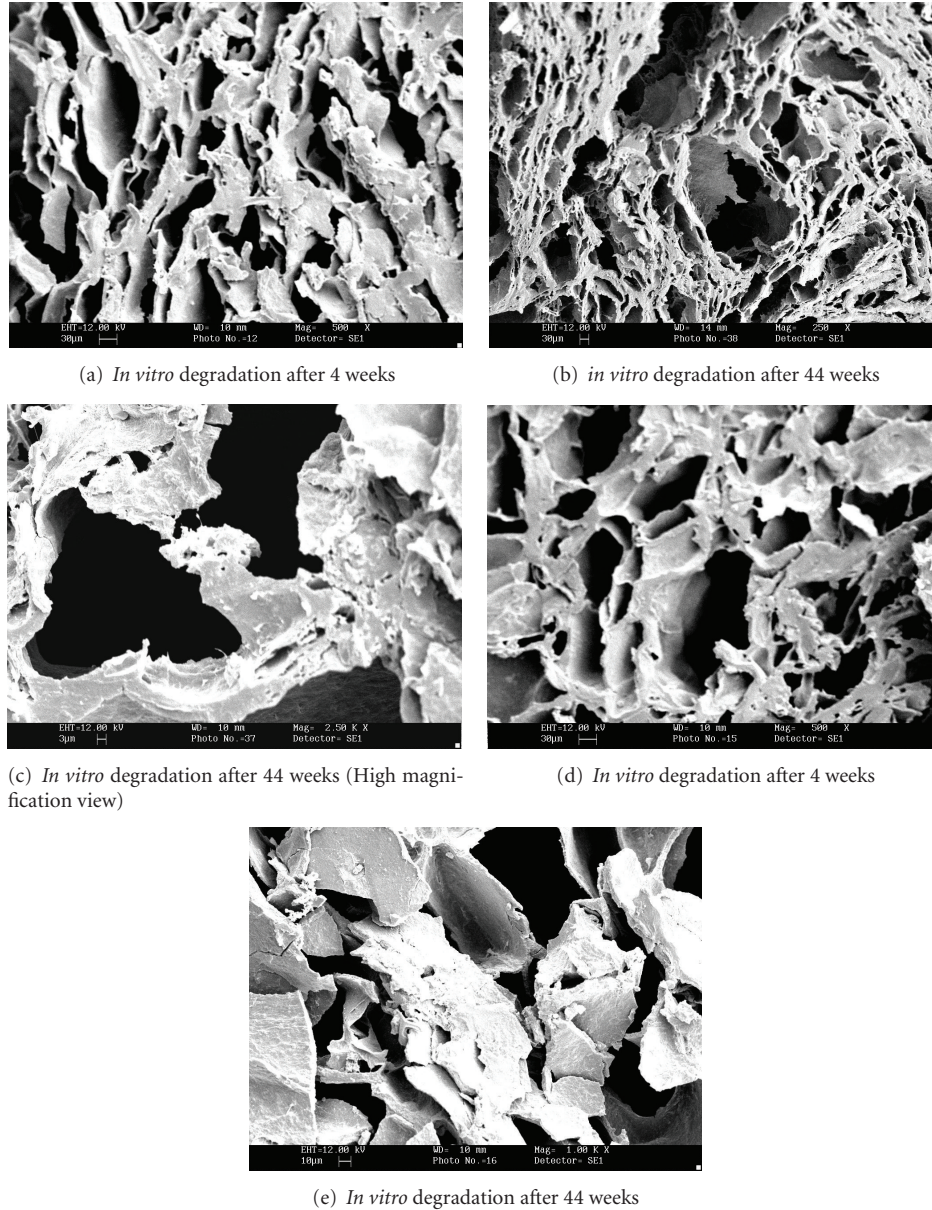 EHT=12.00 kV WD= 10 mm Mag= 500 X
30µm Photo No.=12 Detector= SE1
EHT=12.00 kV WD= 14 mm Mag= 250 X
30µm Photo No.=38 Detector= SE1
(a) In vitro degradation after 4 weeks
(b) in vitro degradation after 44 weeks
EHT=12.00 kV WD= 10 mm Mag= 2.50 K X
3µm Photo No.=37 Detector= SE1
EHT=12.00 kV WD= 10 mm Mag= 500 X
30µm Photo No.=15 Detector= SE1
(c) In vitro degradation after 44 weeks (High magni-
fication view)
(d) In vitro degradation after 4 weeks
EHT=12.00 kV WD= 10 mm Mag= 1.00 K X
10µm Photo No.=16 Detector= SE1
(e) In vitro degradation after 44 weeks